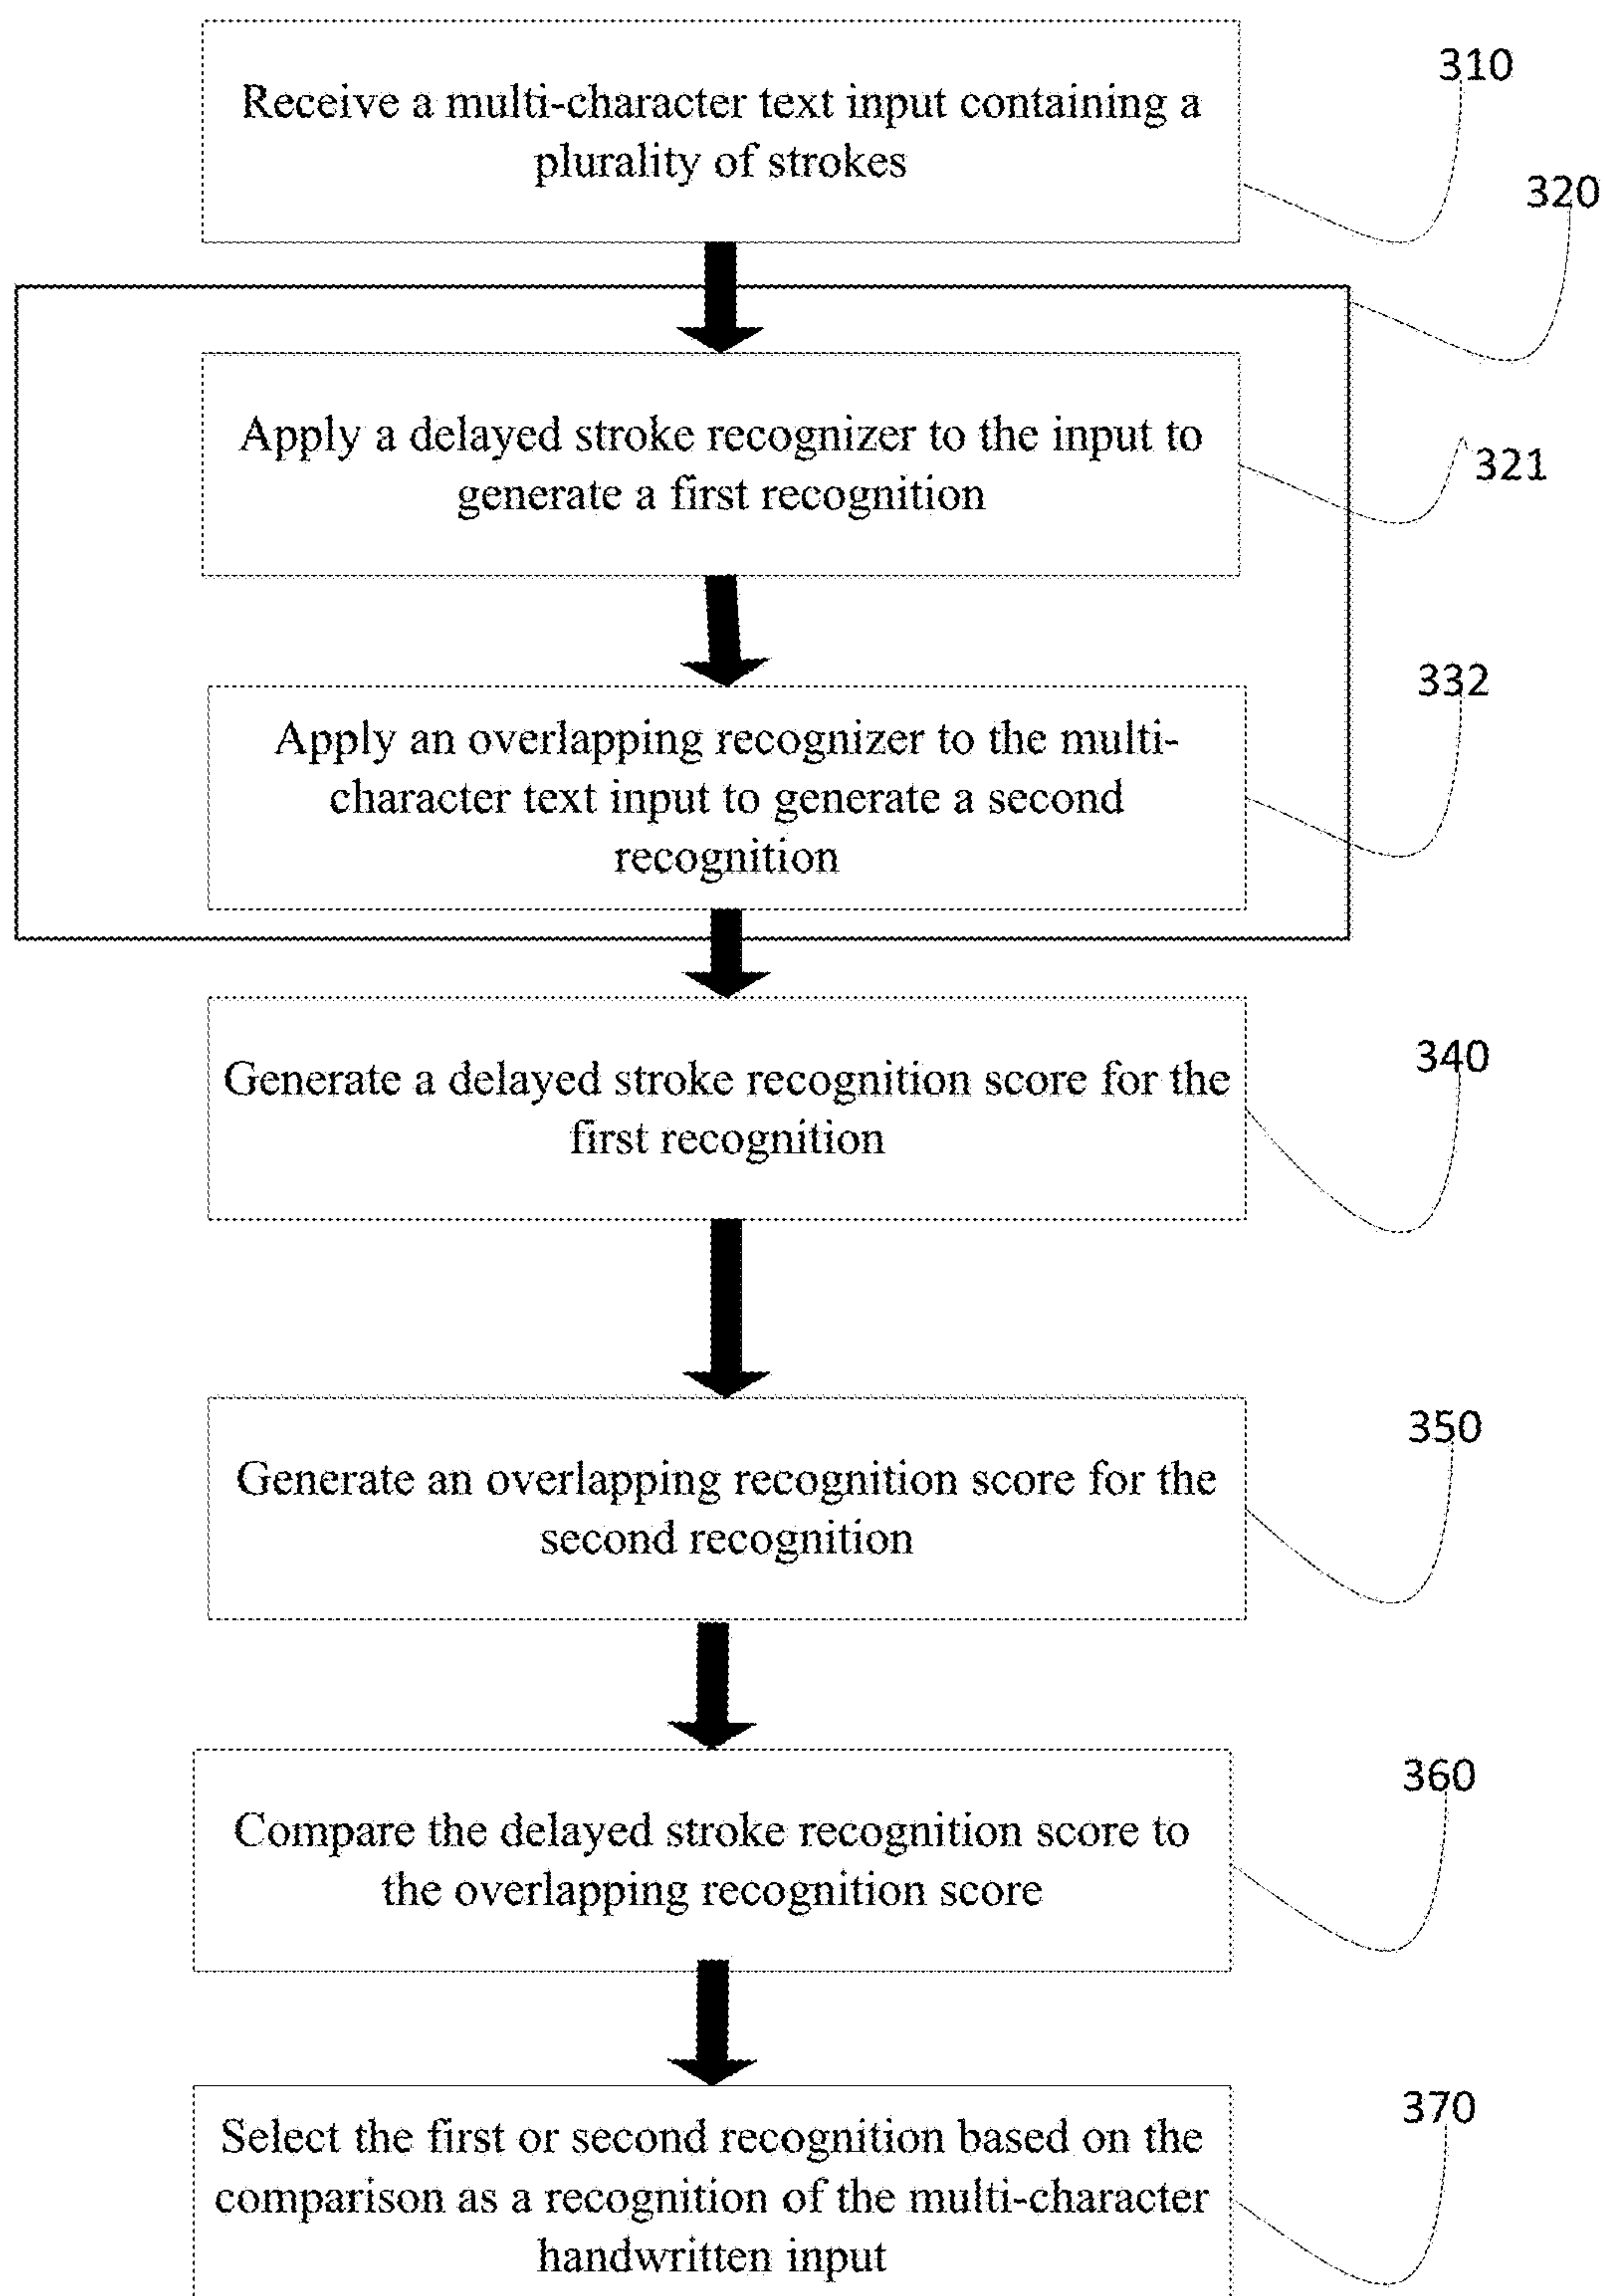 310
Receive a multi-character text input containing a
plurality of strokes
320
Apply a delayed stroke recognizer to the input to
generate a first recognition
321
332
Apply an overlapping recognizer to the multi-
character text input to generate a second
recognition
340
Generate a delayed stroke recognition score for the
first recognition
350
Generate an overlapping recognition score for the
second recognition
360
Compare the delayed stroke recognition score to
the overlapping recognition score
370
Select the first or second recognition based on the
comparison as a recognition of the multi-character
handwritten input